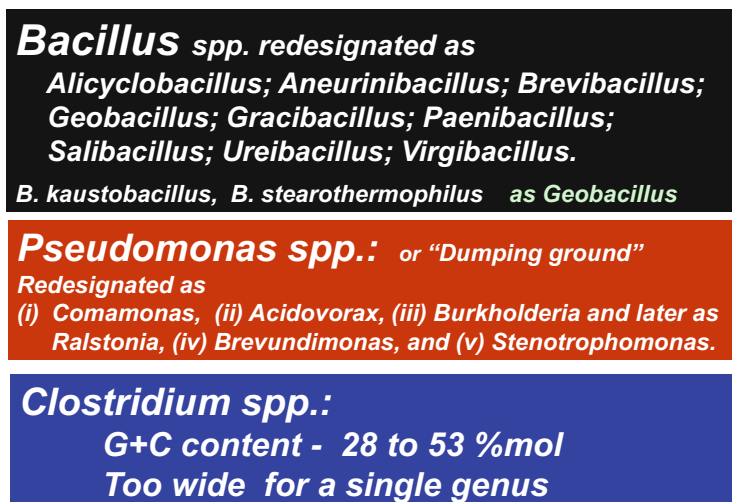 Bacillus spp. redesignated as
Alicyclobacillus; Aneurinibacillus; Brevibacillus;
Geobacillus; Gracibacillus; Paenibacillus;
Salibacillus; Ureibacillus; Virgibacillus.
B. kaustobacillus, B. stearothermophilus as Geobacillus
Pseudomonas spp.: or “Dumping ground”
Redesignated as
(i) Comamonas, (ii) Acidovorax, (iii) Burkholderia and later as
Ralstonia, (iv) Brevundimonas, and (v) Stenotrophomonas.
Clostridium spp.:
G+C content - 28 to 53 %mol
Too wide for a single genus